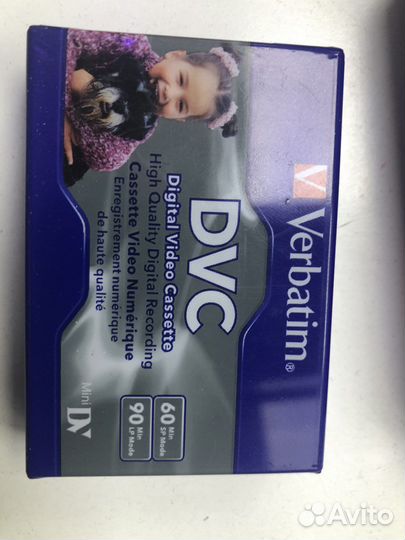 Verbatim®
DVC
Digital Video Cassette
High Quality Digital Recording
Cassette Video Numérique
Enregistrement numérique
de haute qualité
60 Min
SP Mode
90 Min
LP Mode
Mini DV
Avito